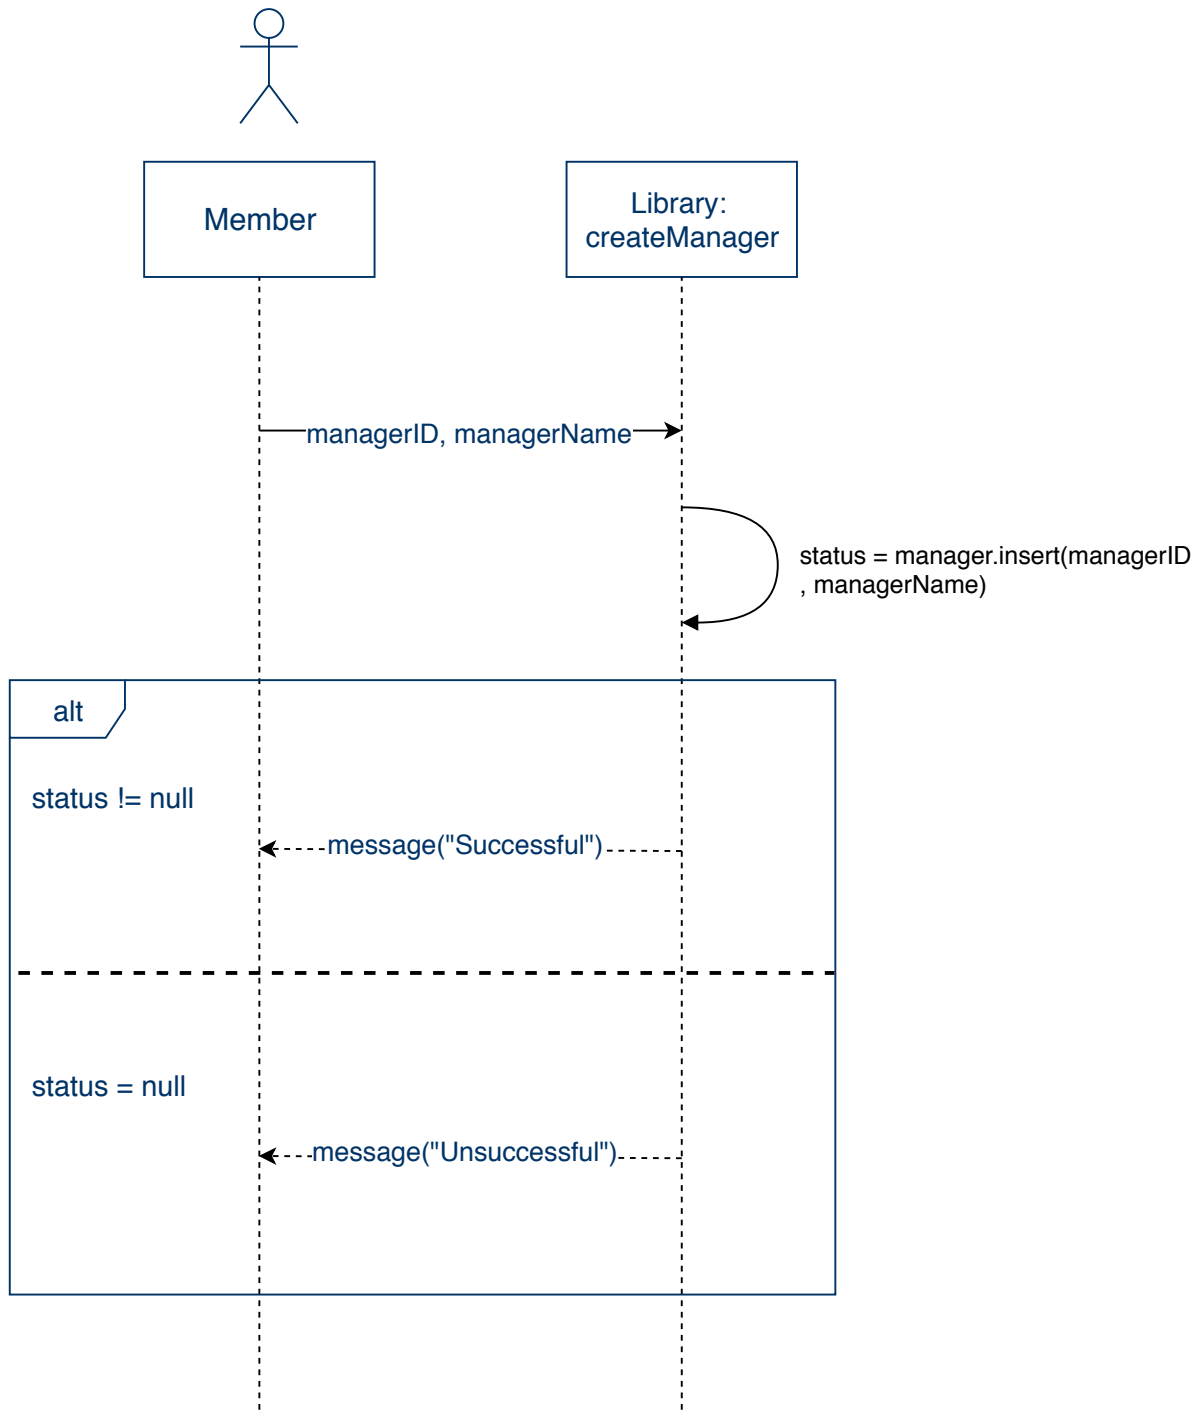 Member
Library:
createManager
managerID, managerName
status = manager.insert(managerID
, managerName)
alt
status != null
message("Successful")
status = null
message("Unsuccessful")